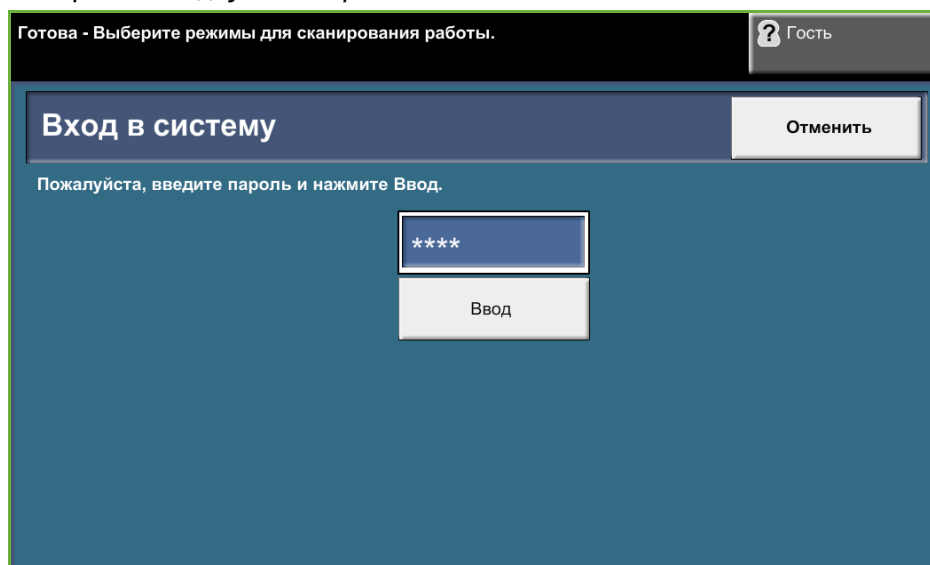 Готова - Выберите режимы для сканирования работы.
? Гость
Вход в систему
Отменить
Пожалуйста, введите пароль и нажмите Ввод.
****
Ввод